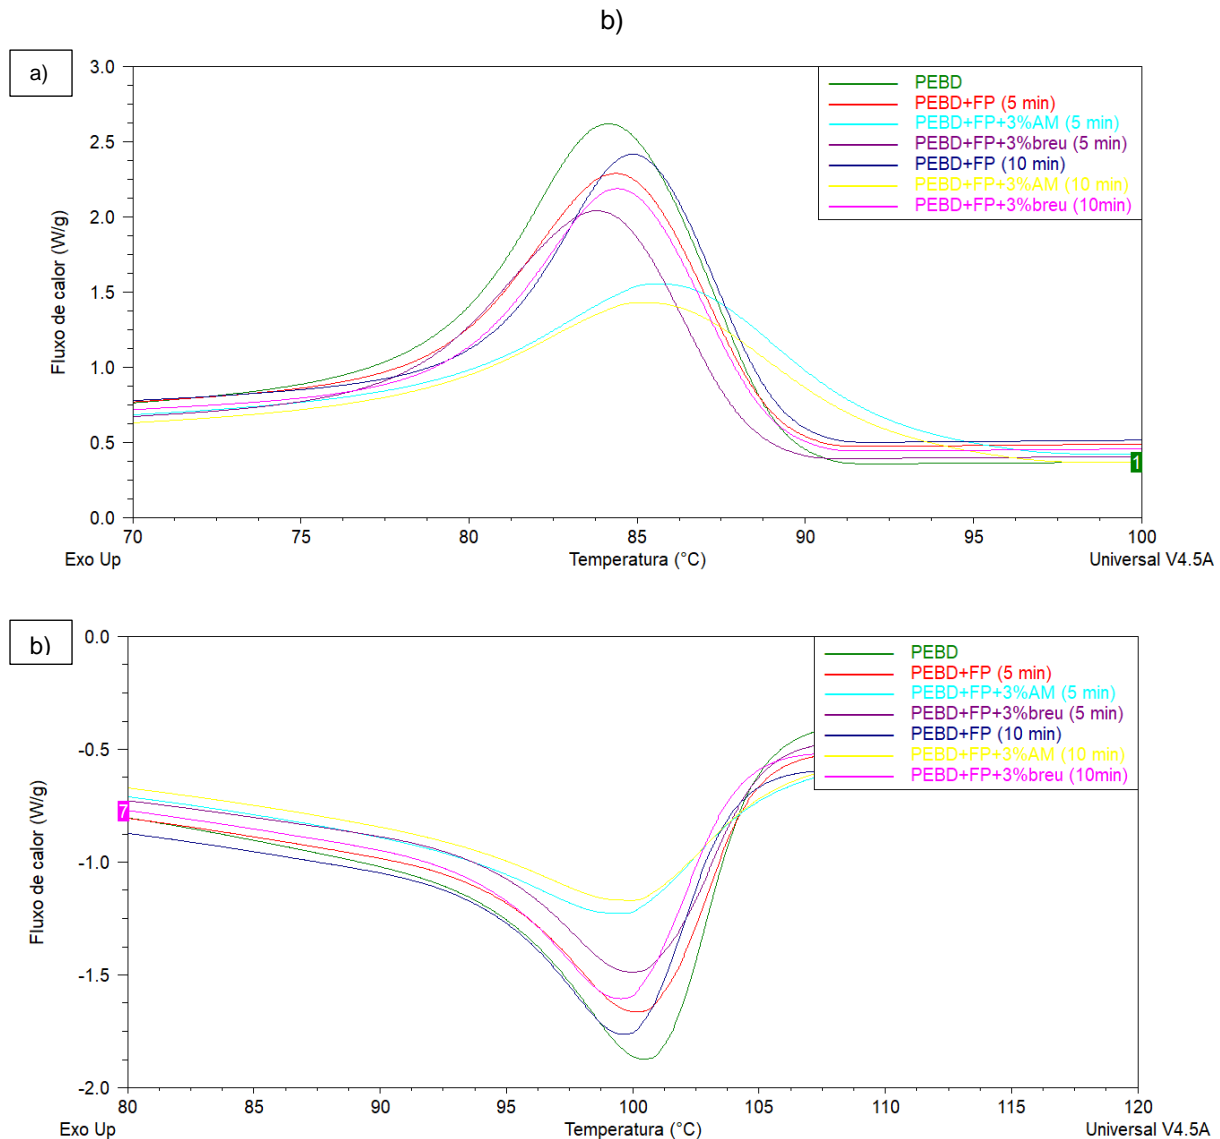 b)
a)
3.0
2.5
2.0
1.5
1.0
0.5
0.0
Fluxo de calor (W/g)
PEBD
PEBD+FP (5 min)
PEBD+FP+3%AM (5 min)
PEBD+FP+3%breu (5 min)
PEBD+FP (10 min)
PEBD+FP+3%AM (10 min)
PEBD+FP+3%breu (10min)
1
70 75 80 85 90 95 100
Exo Up Temperatura (°C) Universal V4.5A
b)
0.0
-0.5
-1.0
-1.5
-2.0
Fluxo de calor (W/g)
PEBD
PEBD+FP (5 min)
PEBD+FP+3%AM (5 min)
PEBD+FP+3%breu (5 min)
PEBD+FP (10 min)
PEBD+FP+3%AM (10 min)
PEBD+FP+3%breu (10min)
7
80 85 90 95 100 105 110 115 120
Exo Up Temperatura (°C) Universal V4.5A